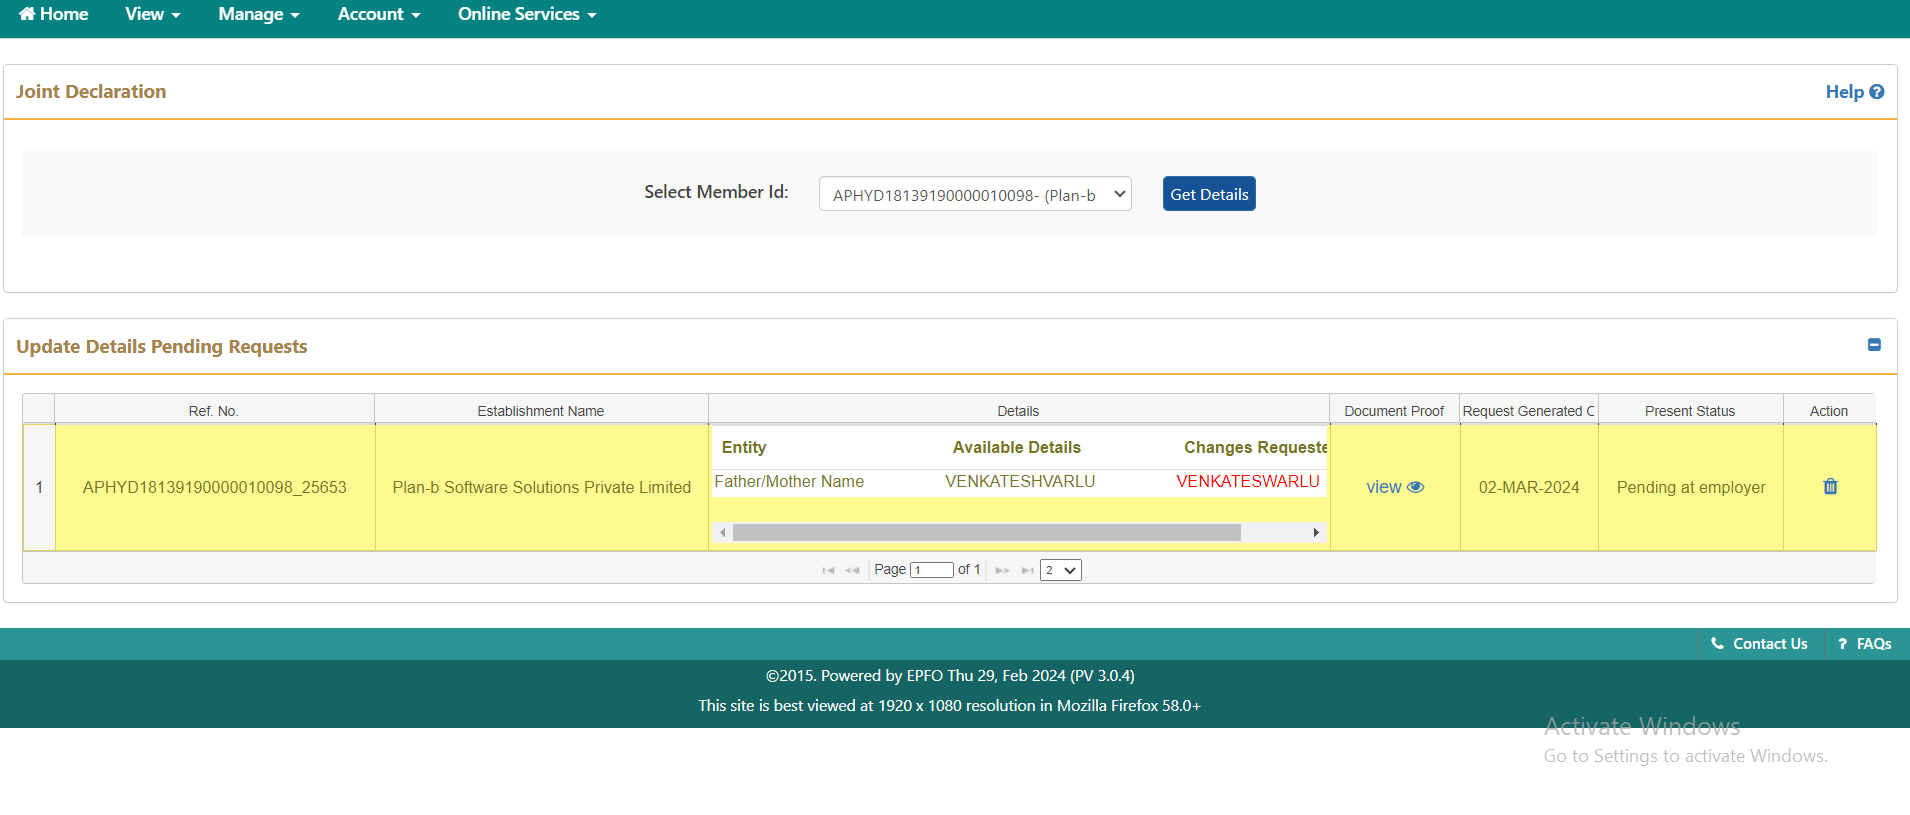 Home View Manage Account Online Services
Joint Declaration Help
Select Member Id: APHYD18139190000010098- (Plan-b Get Details
Update Details Pending Requests
Ref. No. Establishment Name Details Document Proof Request Generated C Present Status Action
Entity Available Details Changes Requeste
Father/Mother Name VENKATESHVARLU VENKATESWARLU
1 APHYD18139190000010098_25653 Plan-b Software Solutions Private Limited view 02-MAR-2024 Pending at employer
Page 1 of 1 2
Contact Us ? FAQs
©2015. Powered by EPFO Thu 29, Feb 2024 (PV 3.0.4)
This site is best viewed at 1920 x 1080 resolution in Mozilla Firefox 58.0+
Activate Windows
Go to Settings to activate Windows.